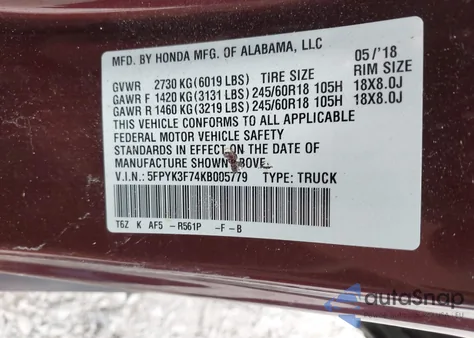 MFD. BY HONDA MFG. OF ALABAMA, LLC 05/'18
GVWR 2730 KG(6019 LBS) TIRE SIZE RIM SIZE
GAWR F 1420 KG(3131 LBS) 245/60R18 105H 18X8.0J
GAWR R 1460 KG(3219 LBS) 245/60R18 105H 18X8.0J
THIS VEHICLE CONFORMS TO ALL APPLICABLE
FEDERAL MOTOR VEHICLE SAFETY
STANDARDS IN EFFECT ON THE DATE OF
MANUFACTURE SHOWN ABOVE.
V.I.N.: 5FPYK3F74KB005779 TYPE: TRUCK
T6Z K AF5 -R561P -F-B
autoSnap